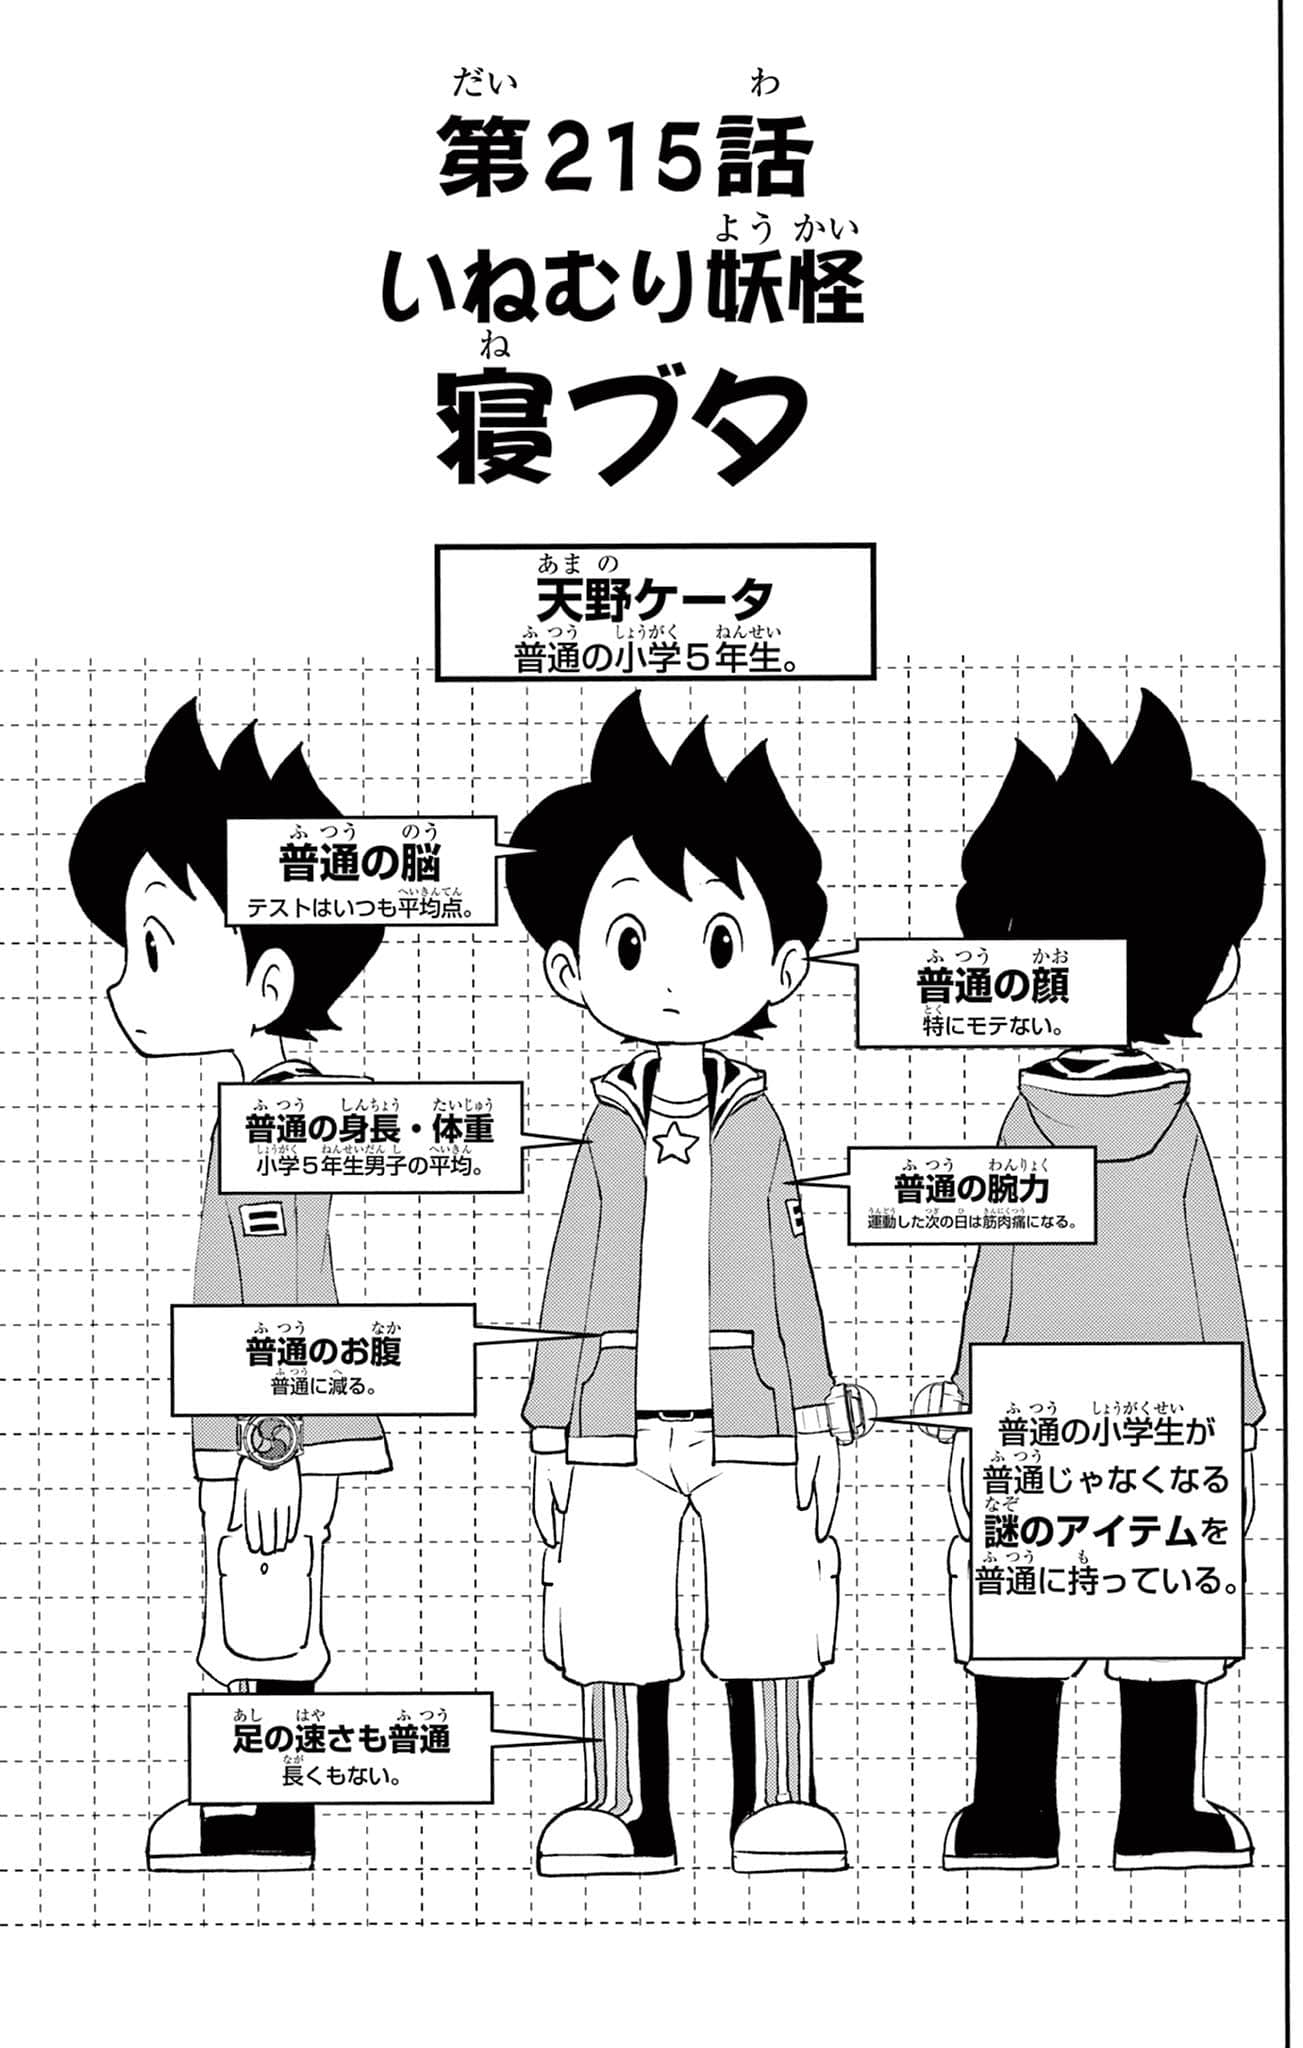 第215話
いねむり妖怪
寝ブタ
天野ケータ
普通の小学5年生。
普通の脳
テストはいつも平均点。
普通の顔
特にモテない。
普通の身長・体重
小学5年生男子の平均。
普通の腕力
運動した次の日は筋肉痛になる。
普通のお腹
普通に減る。
普通の小学生が
普通じゃなくなる
謎のアイテムを
普通に持っている。
足の速さも普通
長くもない。